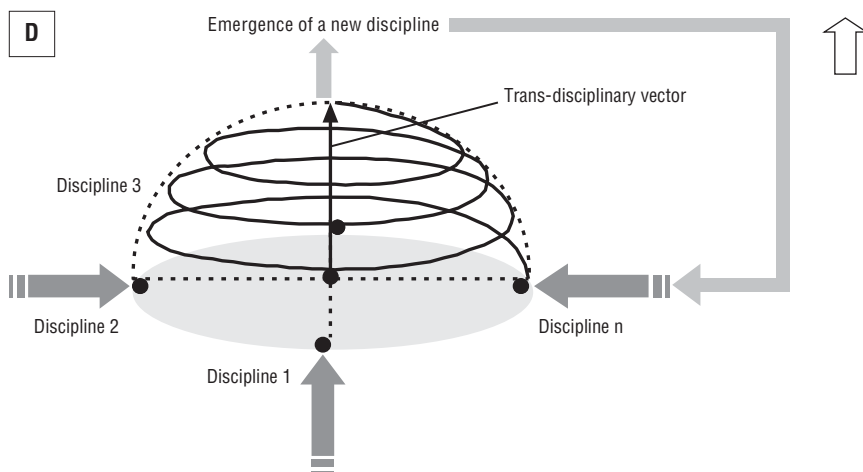 D
Emergence of a new discipline
Trans-disciplinary vector
Discipline 3
Discipline 2
Discipline n
Discipline 1